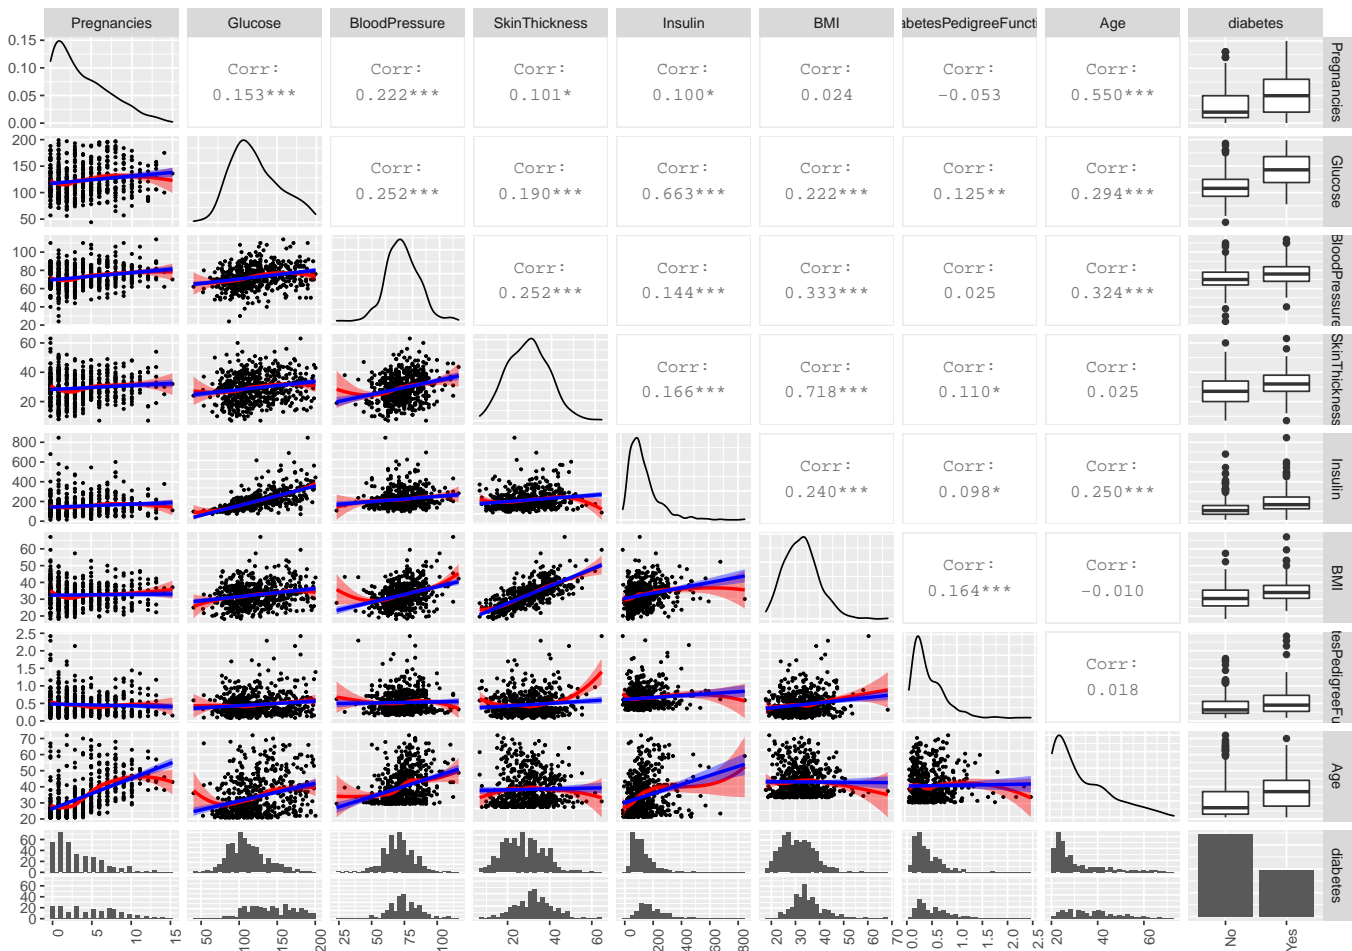 Pregnancies Glucose BloodPressure SkinThickness Insulin BMI abetesPedigreeFuncti Age diabetes
0.15
0.10
0.05
0.00
Corr:
0.153***
Corr:
0.222***
Corr:
0.101*
Corr:
0.100*
Corr:
0.024
Corr:
-0.053
Corr:
0.550***
Pregnancies
200
150
100
50
Corr:
0.252***
Corr:
0.190***
Corr:
0.663***
Corr:
0.222***
Corr:
0.125**
Corr:
0.294***
Glucose
100
80
60
40
20
Corr:
0.252***
Corr:
0.144***
Corr:
0.333***
Corr:
0.025
Corr:
0.324***
BloodPressure
60
40
20
Corr:
0.166***
Corr:
0.718***
Corr:
0.110*
Corr:
0.025
SkinThickness
800
600
400
200
0
Corr:
0.240***
Corr:
0.098*
Corr:
0.250***
Insulin
60
50
40
30
20
Corr:
0.164***
Corr:
-0.010
BMI
2.5
2.0
1.5
1.0
0.5
0.0
Corr:
0.018
tesPedigreeFu
70
60
50
40
30
20
Age
60
40
20
0
60
40
20
0
diabetes
0 5 10 15
50 100 150 200
25 50 75 100
20 40 60
0 200 400 600 800
20 30 40 50 60 70
0.0 0.5 1.0 1.5 2.0 2.5
20 40 60
No Yes